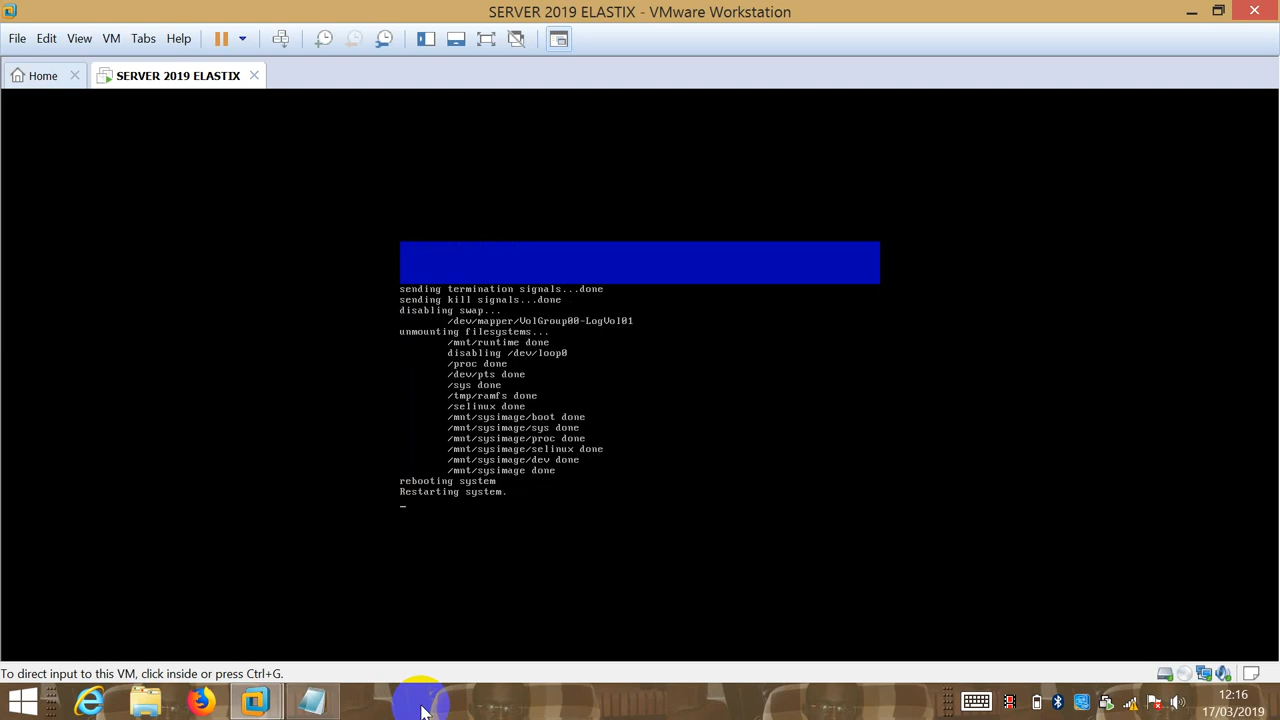 SERVER 2019 ELASTIX - VMware Workstation
File Edit View VM Tabs Help
Home SERVER 2019 ELASTIX
sending termination signals...done
sending kill signals...done
disabling swap...
/dev/mapper/VolGroup00-LogVol01
unmounting filesystems...
/mnt/runtime done
disabling /dev/loop0
/proc done
/dev/pts done
/sys done
/tmp/ramfs done
/selinux done
/mnt/sysimage/boot done
/mnt/sysimage/sys done
/mnt/sysimage/proc done
/mnt/sysimage/selinux done
/mnt/sysimage/dev done
/mnt/sysimage done
rebooting system
Restarting system.
To direct input to this VM, click inside or press Ctrl+G.
12:16
17/03/2019